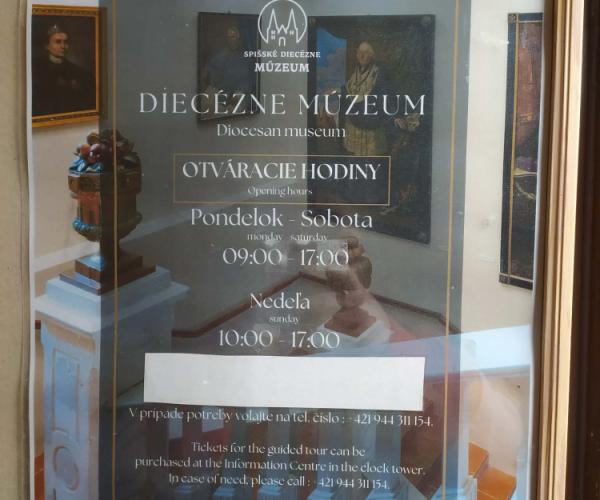 SPIŠSKÉ DIECÉZNE
MÚZEUM
DIECÉZNE MÚZEUM
Diocesan museum
OTVÁRACIE HODINY
Opening hours
Pondelok - Sobota
monday - saturday
09:00 - 17:00
Nedeľa
sunday
10:00 - 17:00
V prípade potreby volajte na tel. číslo : +421 944 311 154.
Tickets for the guided tour can be
purchased at the Information Centre in the clock tower.
In case of need, please call : +421 944 311 154.